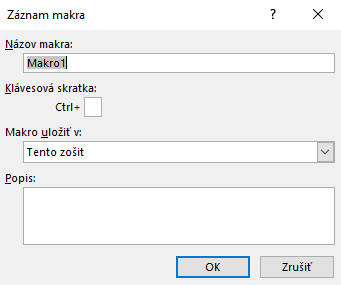 Záznam makra
Názov makra:
Makro1
Klávesová skratka:
Ctrl+
Makro uložiť v:
Tento zošit
Popis:
OK Zrušiť